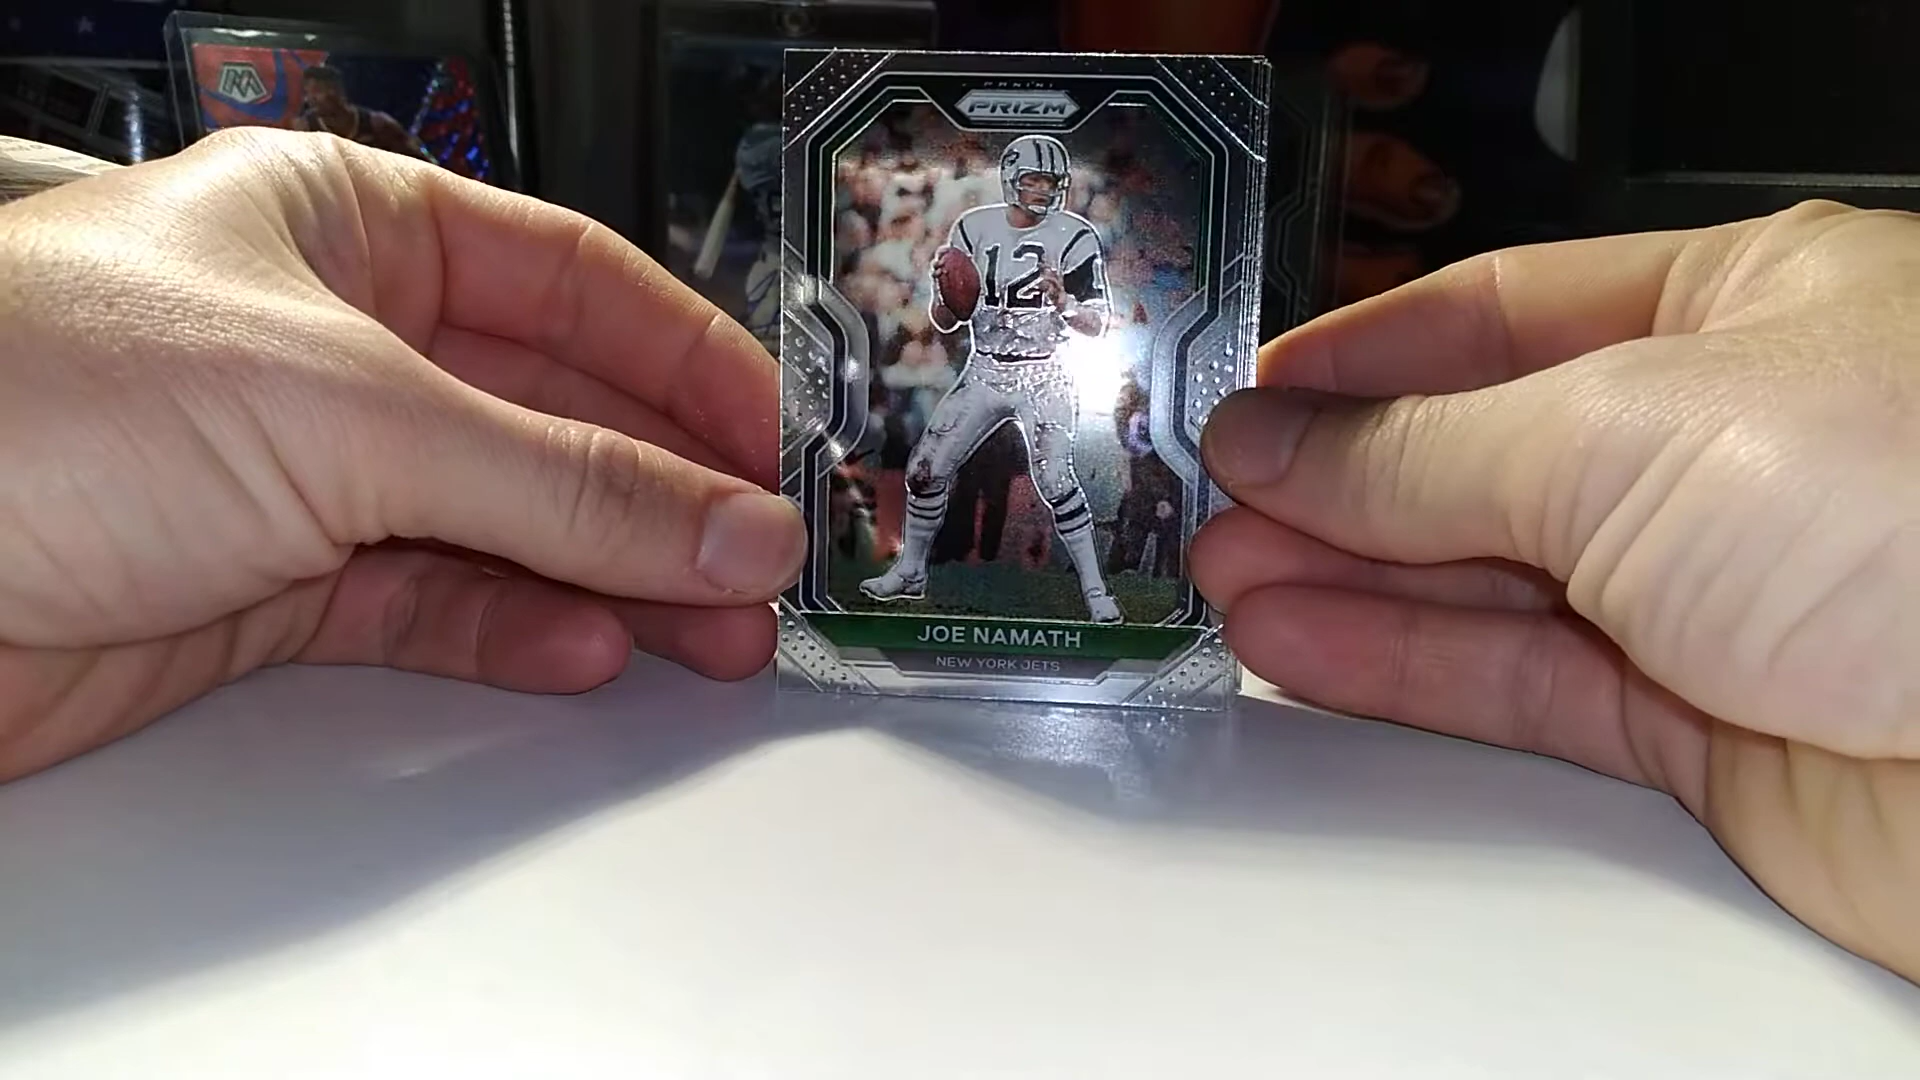 PANINI
PRIZM
12
JOE NAMATH
NEW YORK JETS